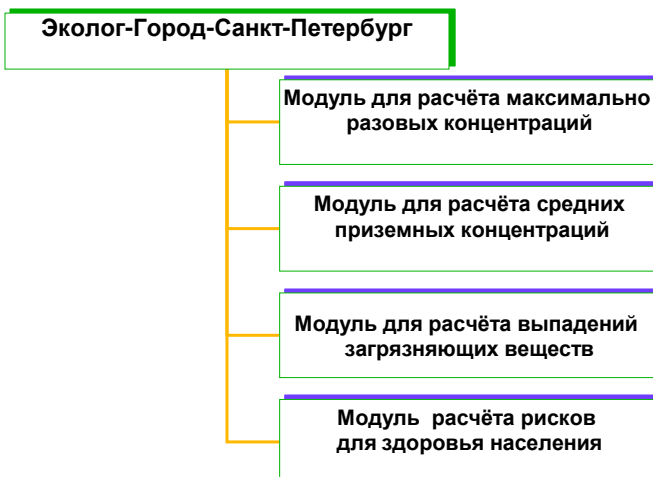 Эколог-Город-Санкт-Петербург
Модуль для расчёта максимально
разовых концентраций
Модуль для расчёта средних
приземных концентраций
Модуль для расчёта выпадений
загрязняющих веществ
Модуль расчёта рисков
для здоровья населения